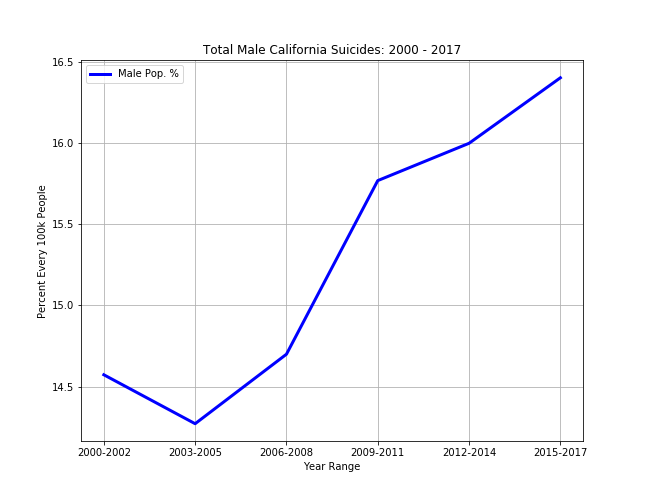 Total Male California Suicides: 2000 - 2017
Male Pop. %
Percent Every 100k People
16.5
16.0
15.5
15.0
14.5
2000-2002 2003-2005 2006-2008 2009-2011 2012-2014 2015-2017
Year Range